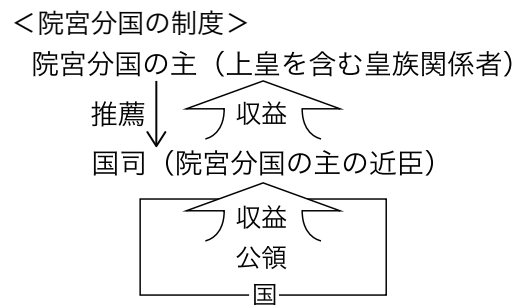 ＜院宮分国の制度＞
院宮分国の主（上皇を含む皇族関係者）
推薦
収益
国司（院宮分国の主の近臣）
収益
公領
国